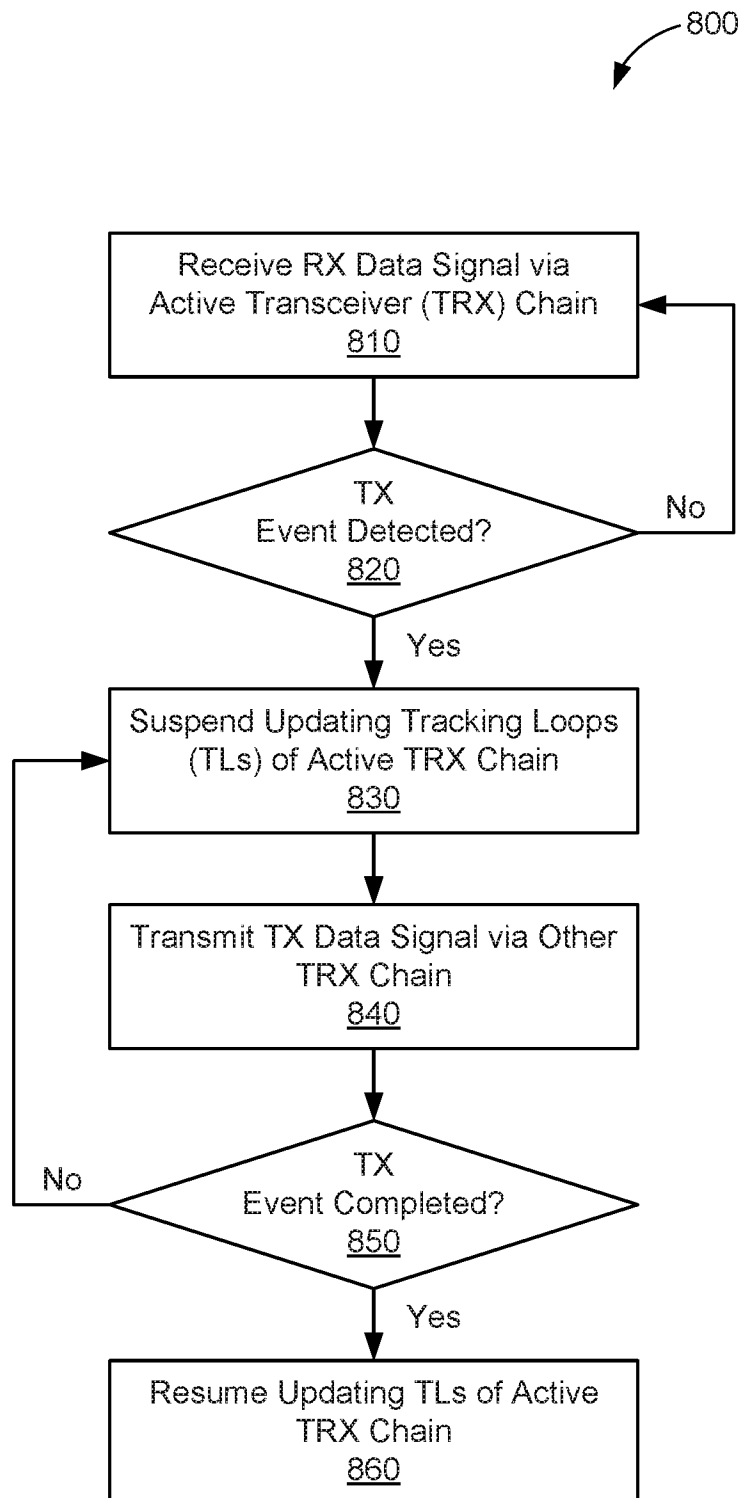 800
Receive RX Data Signal via
Active Transceiver (TRX) Chain
810
TX
Event Detected?
820
No
Yes
Suspend Updating Tracking Loops
(TLs) of Active TRX Chain
830
Transmit TX Data Signal via Other
TRX Chain
840
TX
Event Completed?
850
No
Yes
Resume Updating TLs of Active
TRX Chain
860